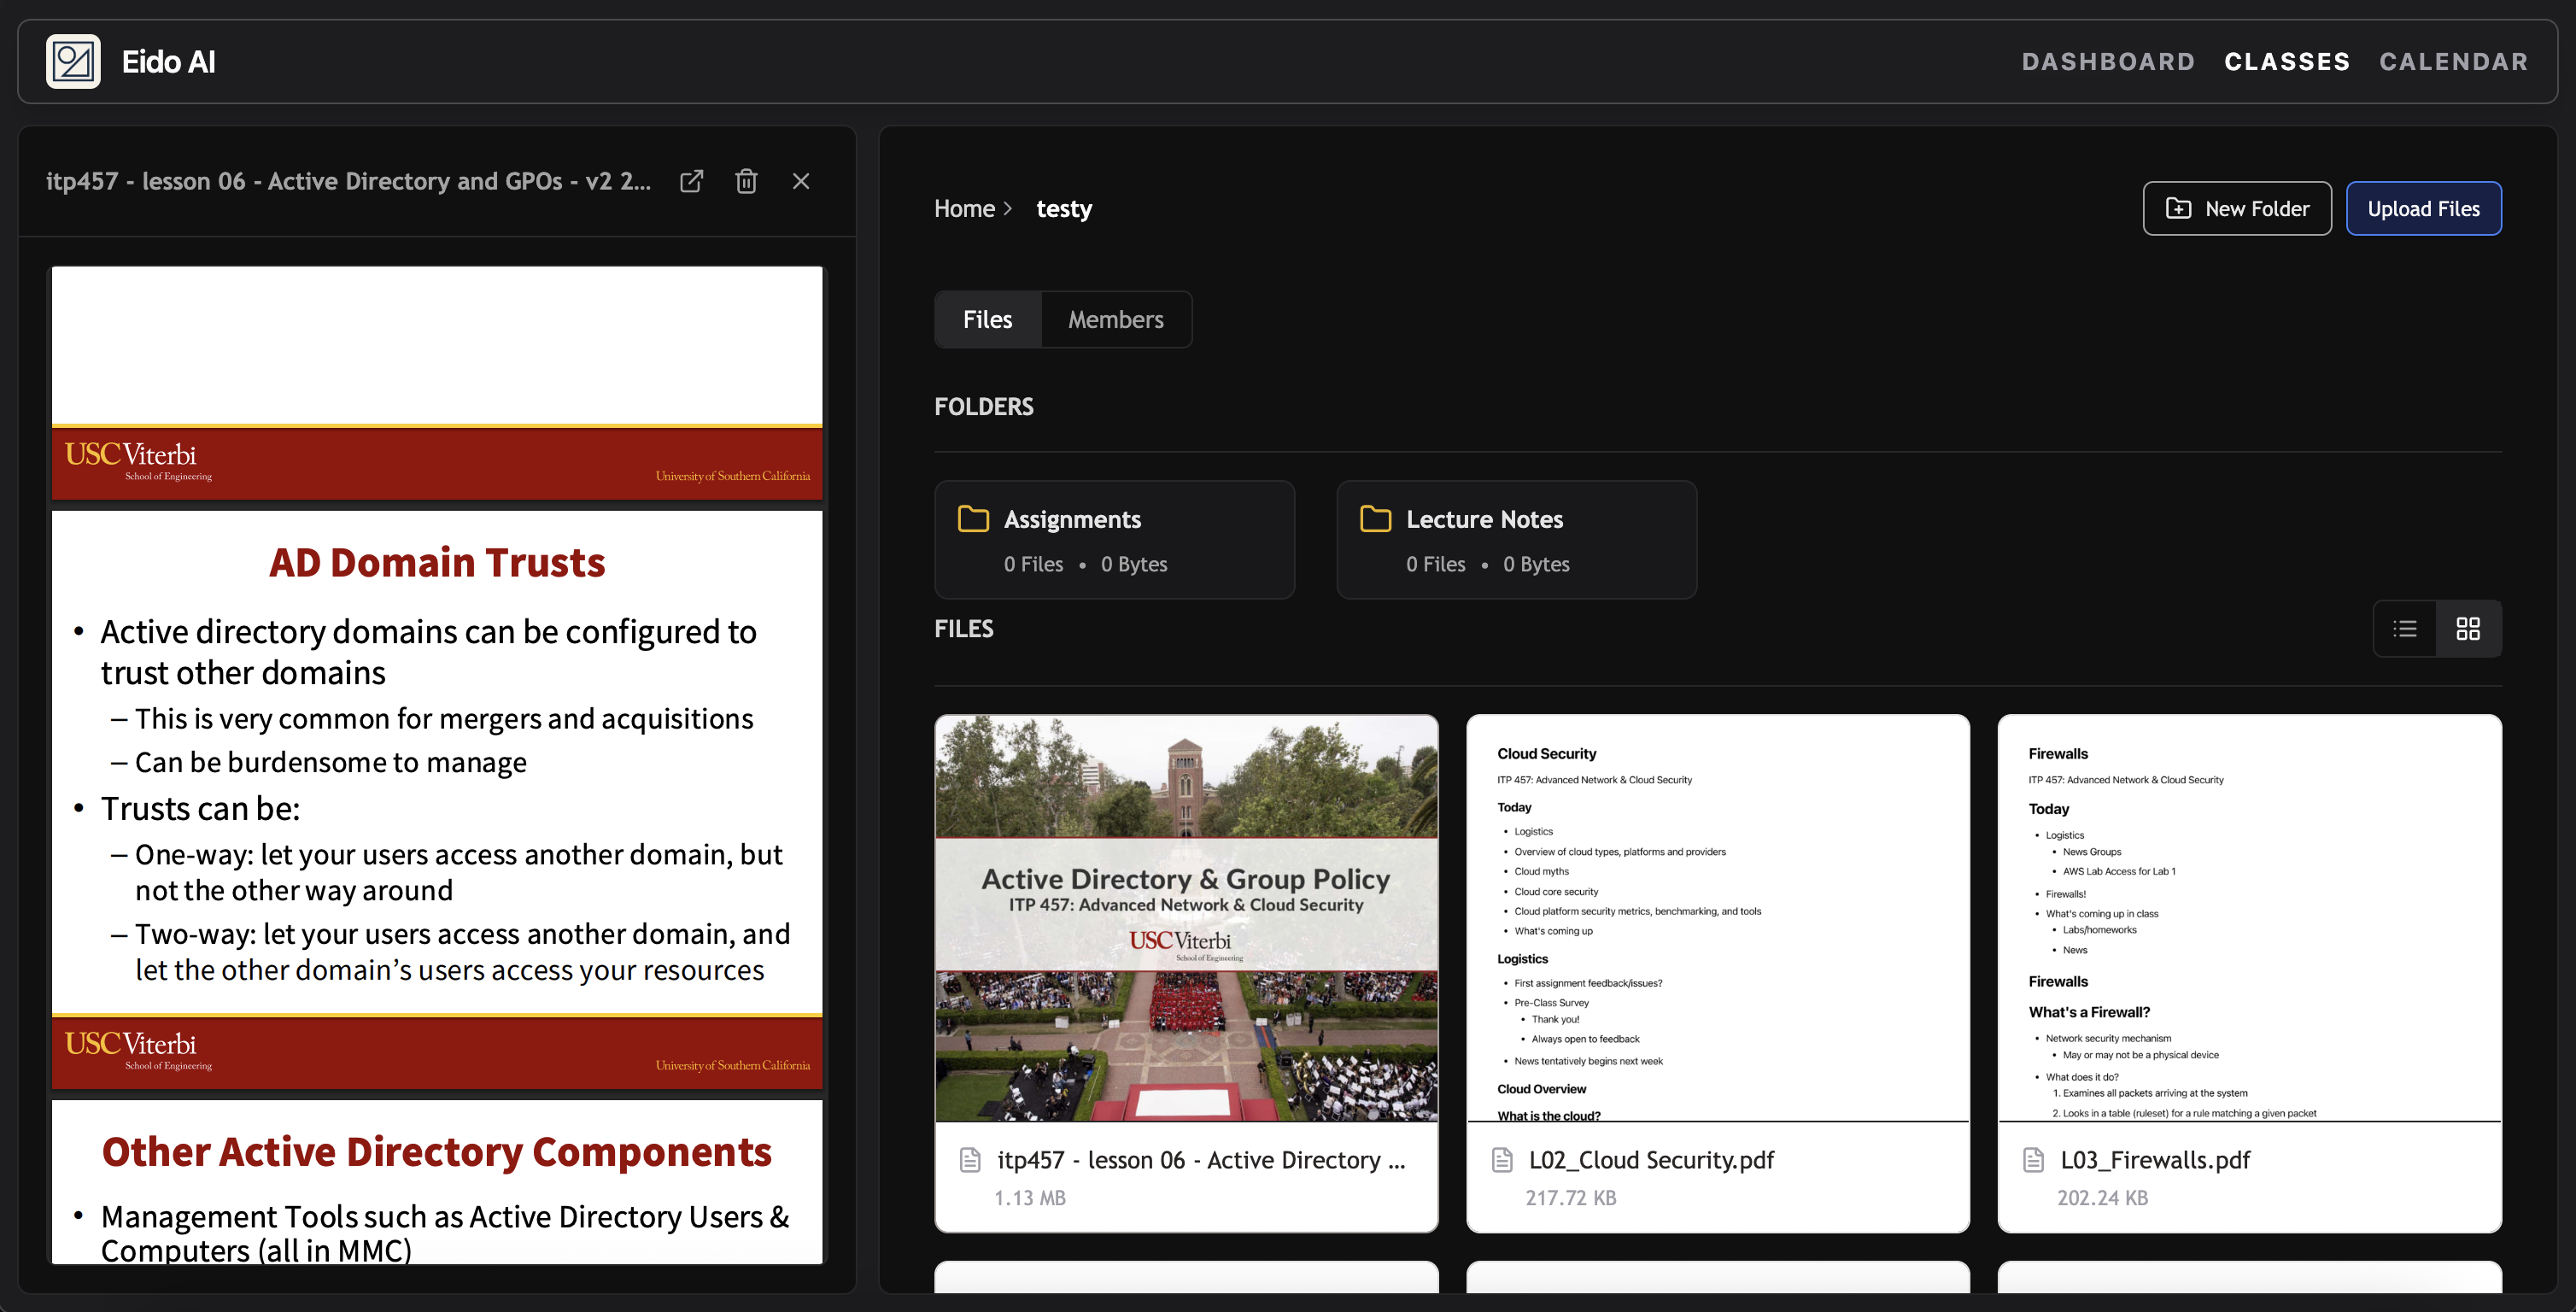 Eido AI
DASHBOARD CLASSES CALENDAR
itp457 - lesson 06 - Active Directory and GPOs - v2 2...
USC Viterbi
School of Engineering
University of Southern California
AD Domain Trusts
• Active directory domains can be configured to
trust other domains
– This is very common for mergers and acquisitions
– Can be burdensome to manage
• Trusts can be:
– One-way: let your users access another domain, but
not the other way around
– Two-way: let your users access another domain, and
let the other domain’s users access your resources
USC Viterbi
School of Engineering
University of Southern California
Other Active Directory Components
• Management Tools such as Active Directory Users &
Computers (all in MMC)
Home > testy
New Folder
Upload Files
Files
Members
FOLDERS
Assignments
0 Files • 0 Bytes
Lecture Notes
0 Files • 0 Bytes
FILES
Active Directory & Group Policy
ITP 457: Advanced Network & Cloud Security
USC Viterbi
School of Engineering
itp457 - lesson 06 - Active Directory ...
1.13 MB
Cloud Security
ITP 457: Advanced Network & Cloud Security
Today
• Logistics
• Overview of cloud types, platforms and providers
• Cloud myths
• Cloud core security
• Cloud platform security metrics, benchmarking, and tools
• What's coming up
Logistics
• First assignment feedback/issues?
• Pre-Class Survey
• Thank you!
• Always open to feedback
• News tentatively begins next week
Cloud Overview
What is the cloud?
L02_Cloud Security.pdf
217.72 KB
Firewalls
ITP 457: Advanced Network & Cloud Security
Today
• Logistics
• News Groups
• AWS Lab Access for Lab 1
• Firewalls!
• What's coming up in class
• Labs/homeworks
• News
Firewalls
What's a Firewall?
• Network security mechanism
• May or may not be a physical device
• What does it do?
1. Examines all packets arriving at the system
2. Looks in a table (ruleset) for a rule matching a given packet
L03_Firewalls.pdf
202.24 KB